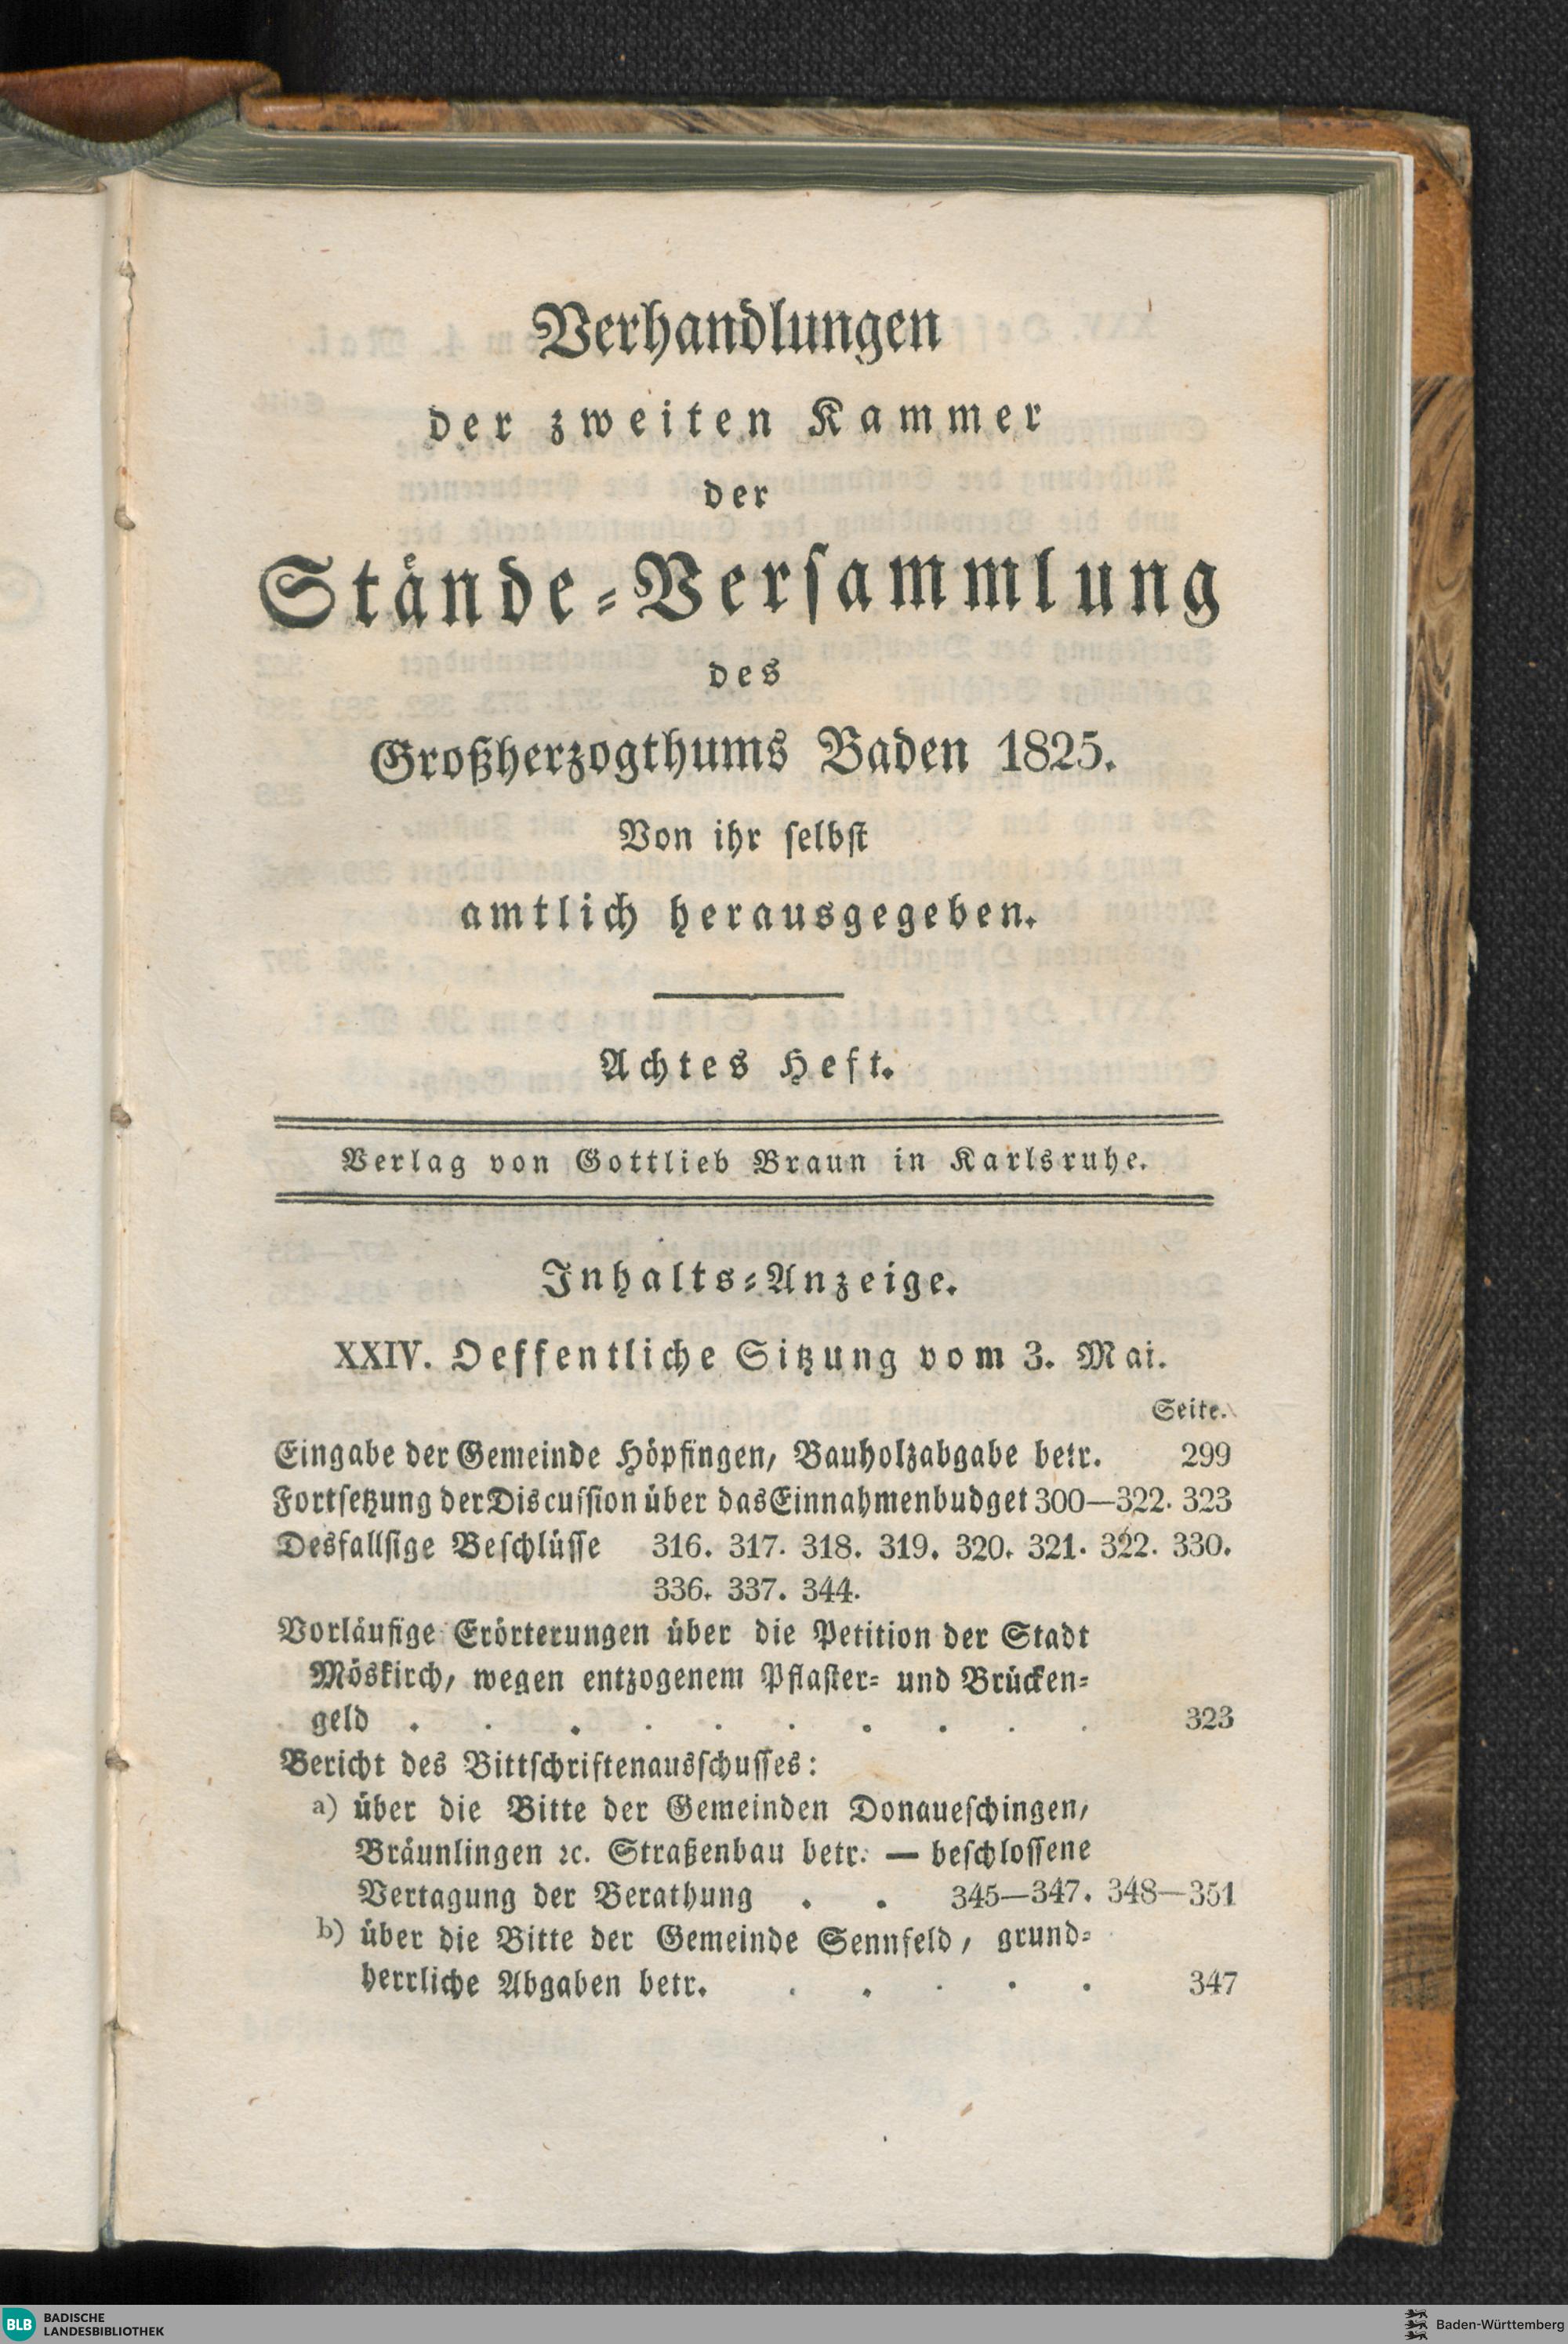 Verhandlungen
der zweiten Kammer
der
Stände-Versammlung
des
Großherzogthums Baden 1825.
Von ihr ſelbſt
amtlich herausgegeben.
Achtes Heft.
Verlag von Gottlieb Braun in Karlsruhe.
Inhalts-Anzeige.
XXIV. Oeffentliche Sitzung vom 3. Mai.
Seite.
Eingabe der Gemeinde Höpfingen, Bauholzabgabe betr. 299
Fortſetzung der Discuſſion über das Einnahmenbudget 300—322. 323
Desfallſige Beſchlüſſe 316. 317. 318. 319. 320. 321. 322. 330.
336. 337. 344.
Vorläufige Erörterungen über die Petition der Stadt
Möskirch, wegen entzogenem Pflaſter- und Brücken-
geld . . . . . . . . . . 323
Bericht des Bittſchriftenausſchuſſes:
a) über die Bitte der Gemeinden Donaueſchingen,
Bräunlingen ꝛc. Straßenbau betr. — beſchloſſene
Vertagung der Berathung . . 345—347. 348—351
b) über die Bitte der Gemeinde Sennfeld, grund-
herrliche Abgaben betr. . . . . . 347
BLB BADISCHE
LANDESBIBLIOTHEK
Baden-Württemberg